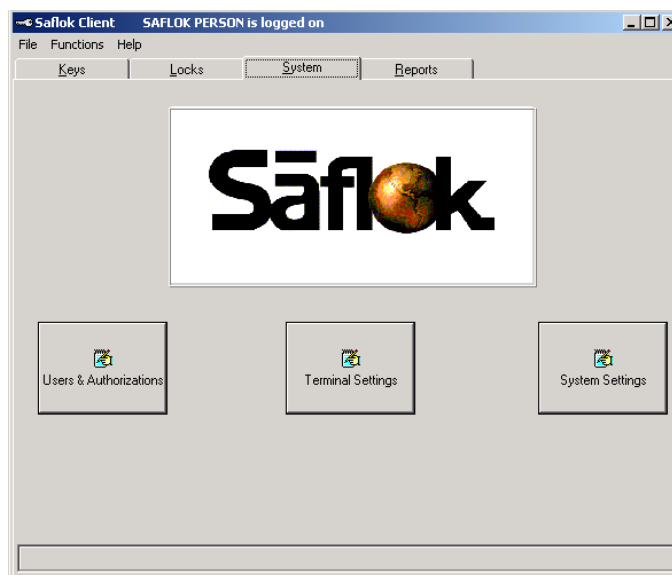 Saflok Client SAFLOK PERSON is logged on
File Functions Help
Keys Locks System Reports
Sāflok
Users & Authorizations Terminal Settings System Settings